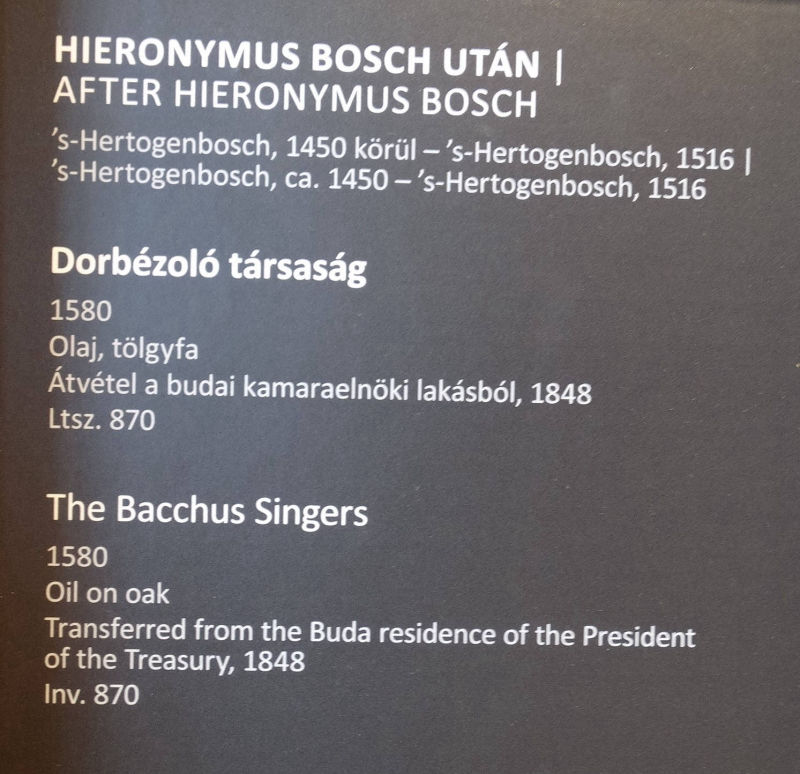 HIERONYMUS BOSCH UTÁN |
AFTER HIERONYMUS BOSCH
’s-Hertogenbosch, 1450 körül – ’s-Hertogenbosch, 1516 |
’s-Hertogenbosch, ca. 1450 – ’s-Hertogenbosch, 1516
Dorbézoló társaság
1580
Olaj, tölgyfa
Átvétel a budai kamaraelnöki lakásból, 1848
Ltsz. 870
The Bacchus Singers
1580
Oil on oak
Transferred from the Buda residence of the President
of the Treasury, 1848
Inv. 870